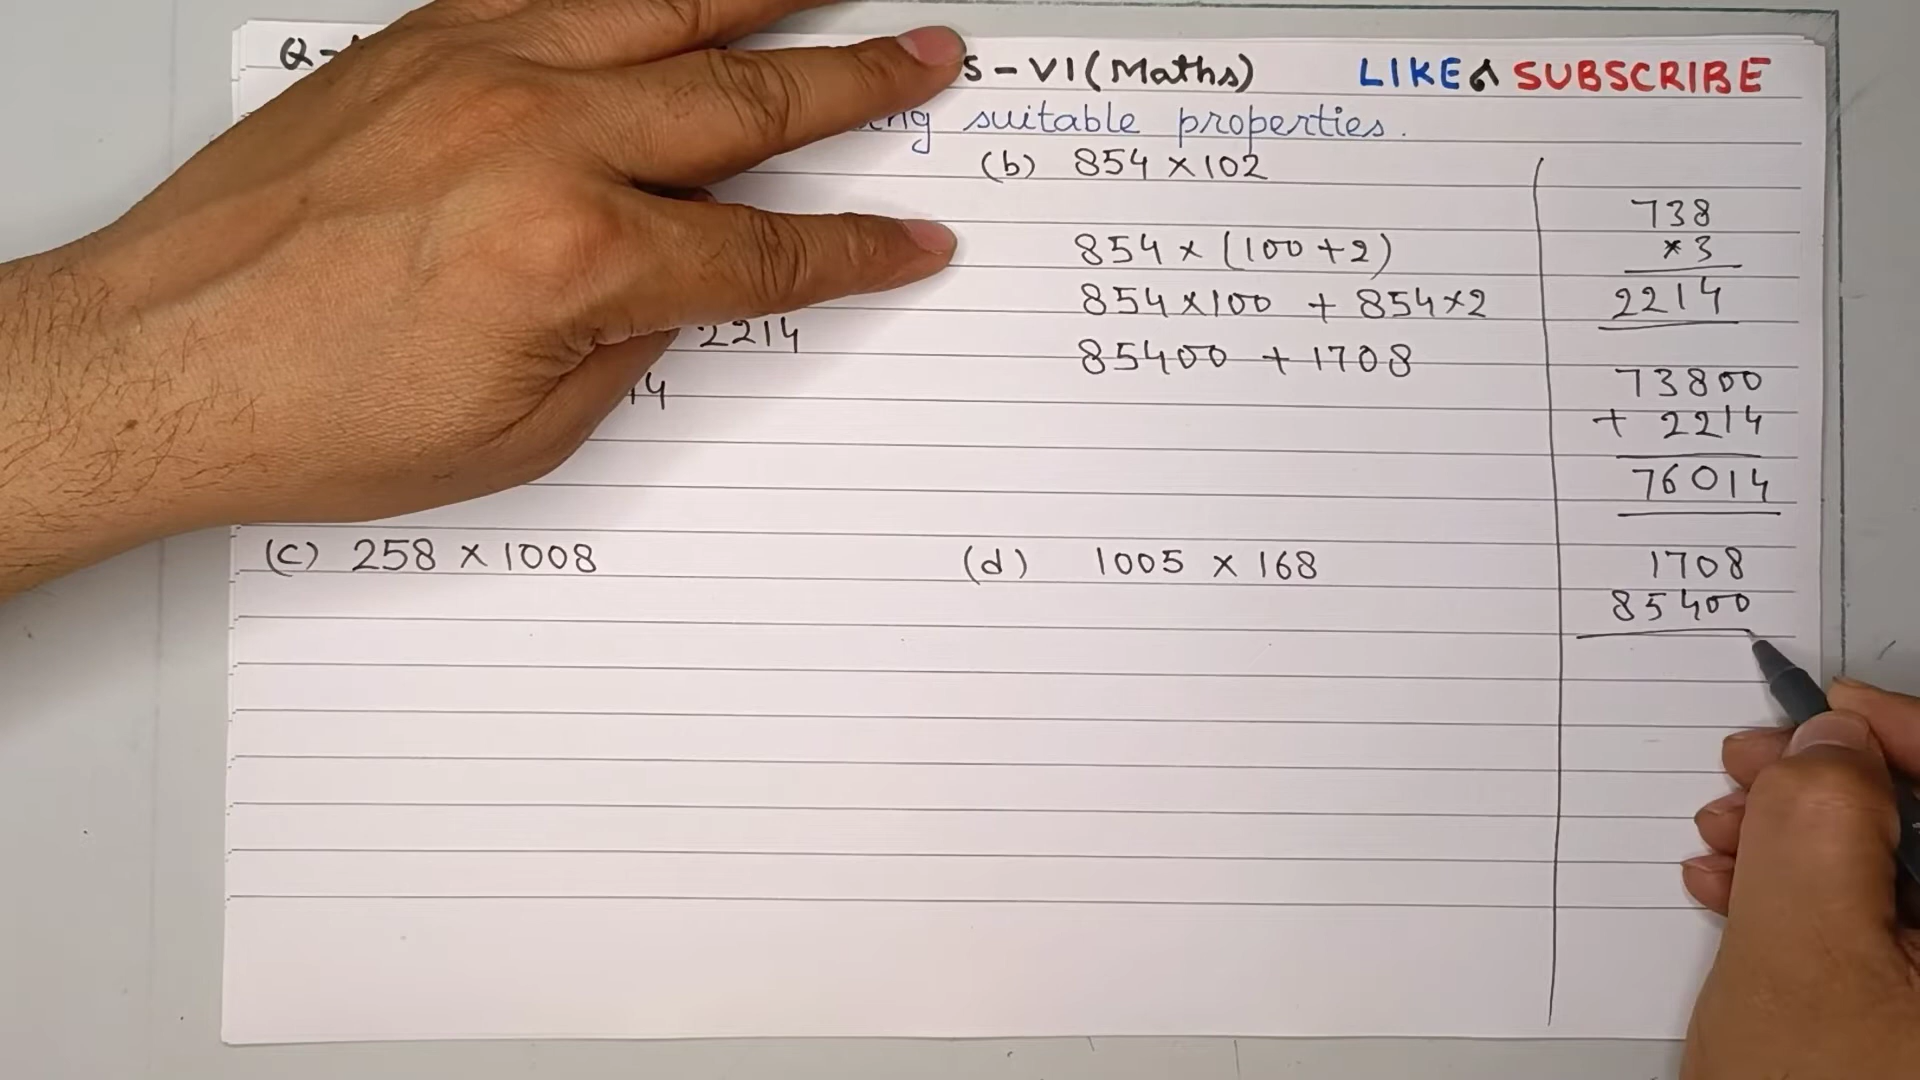 Q- S-VI (Maths) LIKE & SUBSCRIBE
suitable properties.
(b) 854 × 102
854 × (100 + 2)
854 × 100 + 854 × 2
2214
85400 + 1708
14
(c) 258 × 1008
(d) 1005 × 168
738
× 3
2214
73800
+ 2214
76014
1708
85400